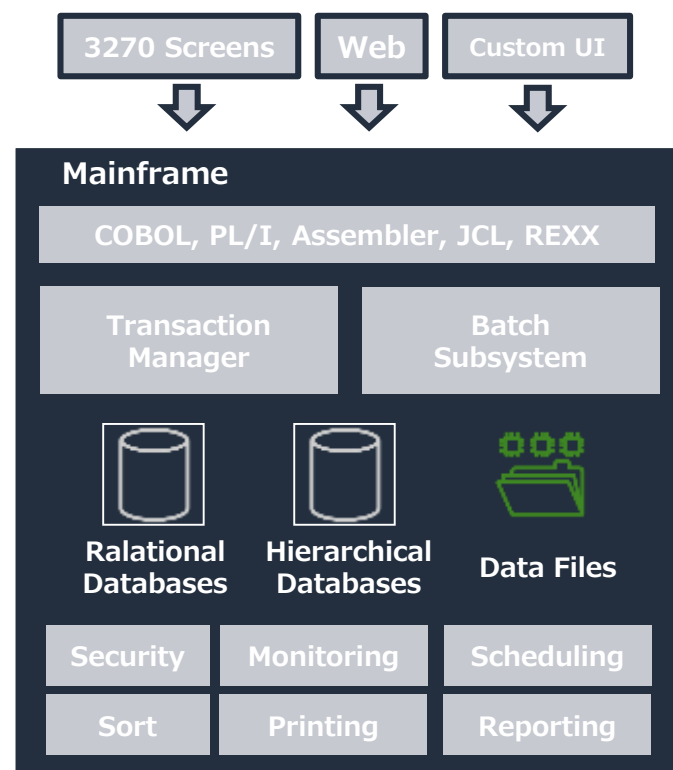 3270 Screens
Web
Custom UI
Mainframe
COBOL, PL/I, Assembler, JCL, REXX
Transaction
Manager
Batch
Subsystem
Ralational
Databases
Hierarchical
Databases
Data Files
Security
Monitoring
Scheduling
Sort
Printing
Reporting